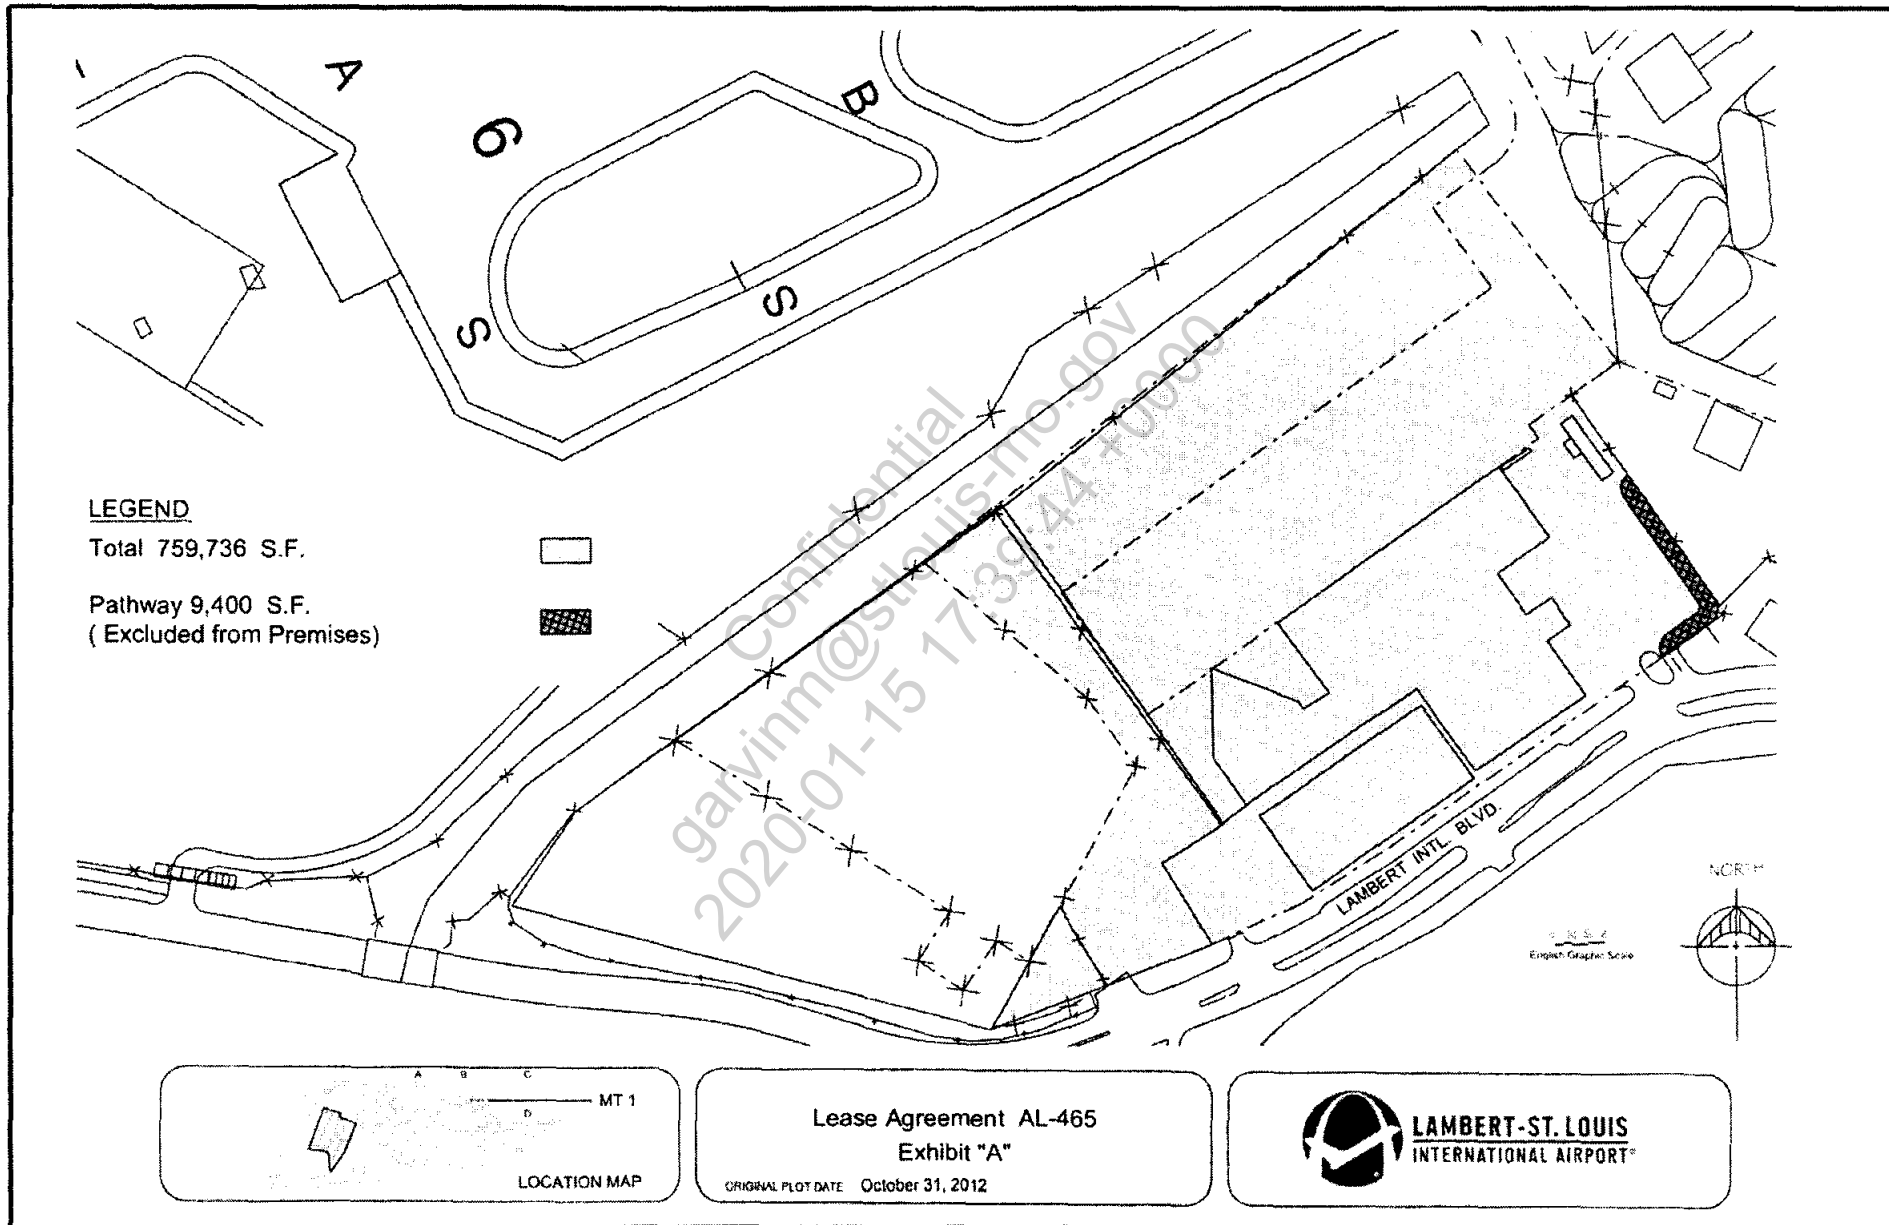 A
6
B
S
S
LEGEND
Total 759,736 S.F.
Pathway 9,400 S.F.
( Excluded from Premises)
Confidential
garvinm@stlouis-mo.gov
2020-01-15 17:39:44 +0000
LAMBERT INTL. BLVD.
NORTH
English Graphic Scale
A B C
MT 1
D
LOCATION MAP
Lease Agreement AL-465
Exhibit "A"
ORIGINAL PLOT DATE October 31, 2012
LAMBERT-ST. LOUIS
INTERNATIONAL AIRPORT®